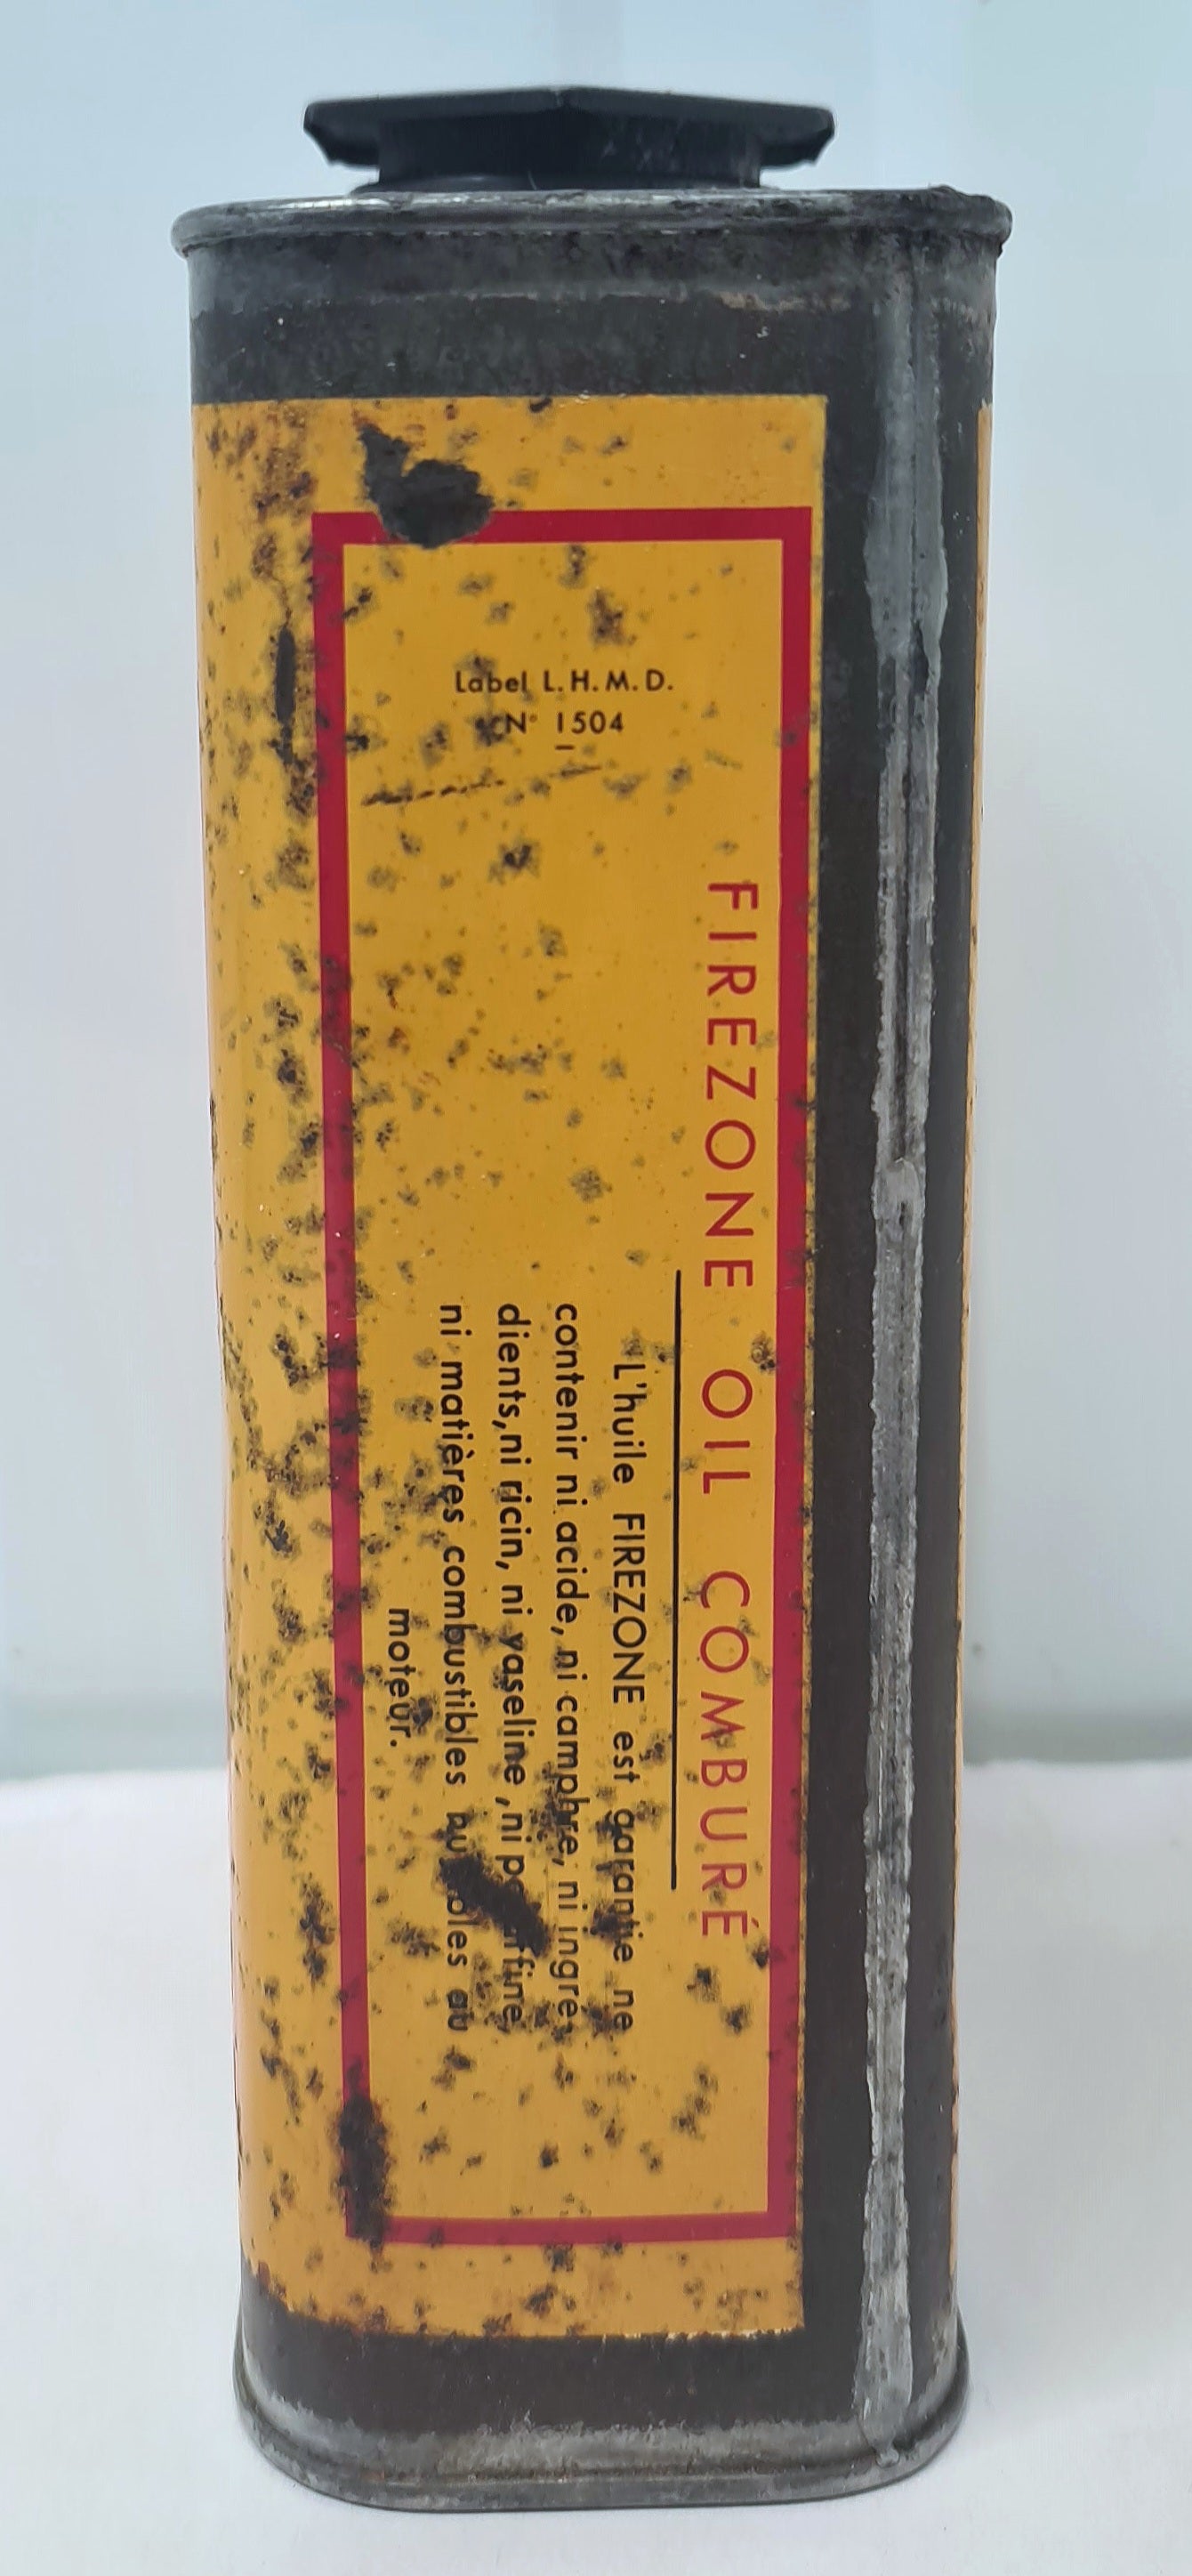 Label L.H.M.D.
N° 1504
FIREZONE OIL COMBURÉ
L'huile FIREZONE est garantie ne
contenir ni acide, ni camphre, ni ingré-
dients, ni ricin, ni vaseline, ni
ni matières combustibles au
moteur.